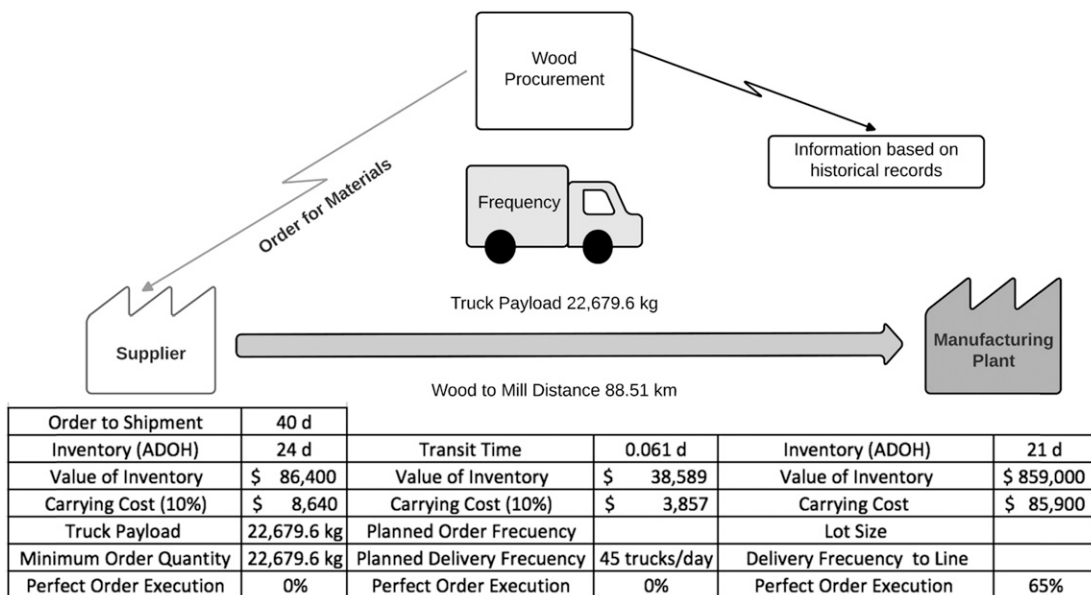 Wood
Procurement
Information based on
historical records
Order for Materials
Frequency
Truck Payload 22,679.6 kg
Supplier
Manufacturing
Plant
Wood to Mill Distance 88.51 km
Order to Shipment 40 d
Inventory (ADOH) 24 d Transit Time 0.061 d Inventory (ADOH) 21 d
Value of Inventory $ 86,400 Value of Inventory $ 38,589 Value of Inventory $ 859,000
Carrying Cost (10%) $ 8,640 Carrying Cost (10%) $ 3,857 Carrying Cost $ 85,900
Truck Payload 22,679.6 kg Planned Order Frecuency Lot Size
Minimum Order Quantity 22,679.6 kg Planned Delivery Frecuency 45 trucks/day Delivery Frecuency to Line
Perfect Order Execution 0% Perfect Order Execution 0% Perfect Order Execution 65%